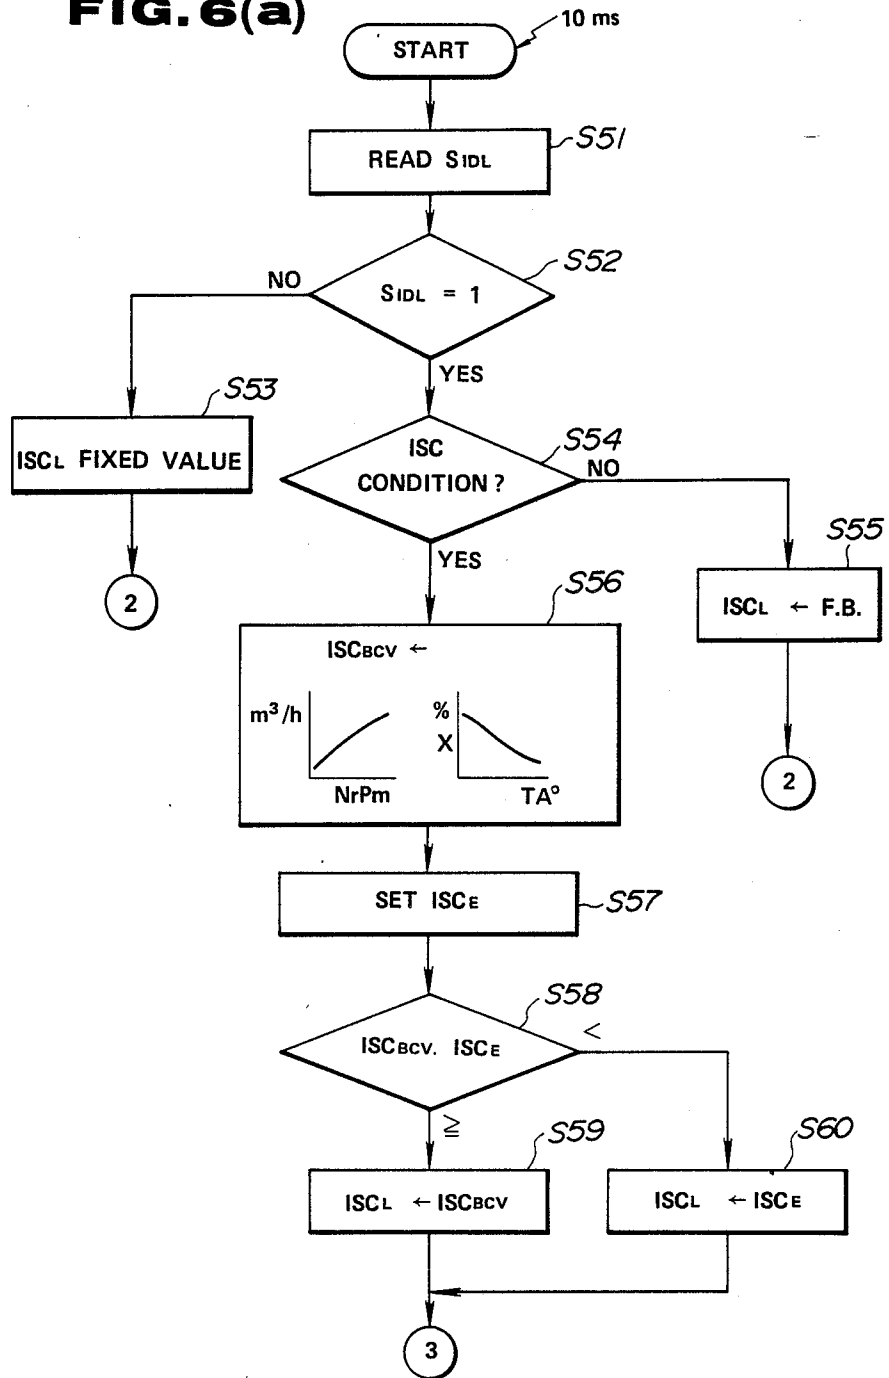 FIG. 6(a)
START
10 ms
READ SIDL
S51
SIDL = 1
S52
NO
YES
S53
ISCL FIXED VALUE
2
ISC
CONDITION ?
S54
NO
YES
S55
ISCL ← F.B.
2
S56
ISCBCV ←
m³/h
NrPm
%
X
TA°
SET ISCE
S57
S58
ISCBCV. ISCE
<
≧
S59
ISCL ← ISCBCV
S60
ISCL ← ISCE
3